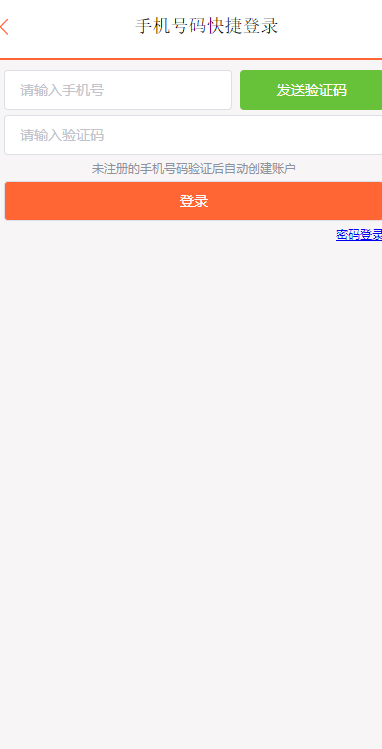 手机号码快捷登录
请输入手机号 发送验证码
请输入验证码
未注册的手机号码验证后自动创建账户
登录
密码登录